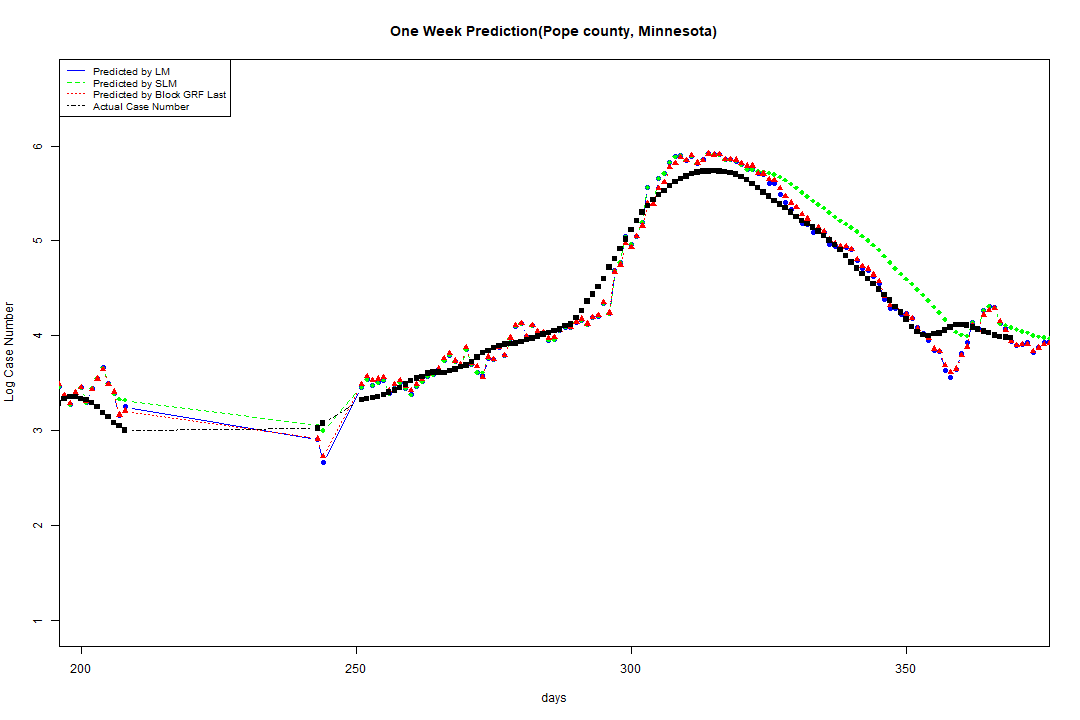 One Week Prediction(Pope county, Minnesota)
Predicted by LM
Predicted by SLM
Predicted by Block GRF Last
Actual Case Number
6
5
4
3
2
1
Log Case Number
200 250 300 350
days